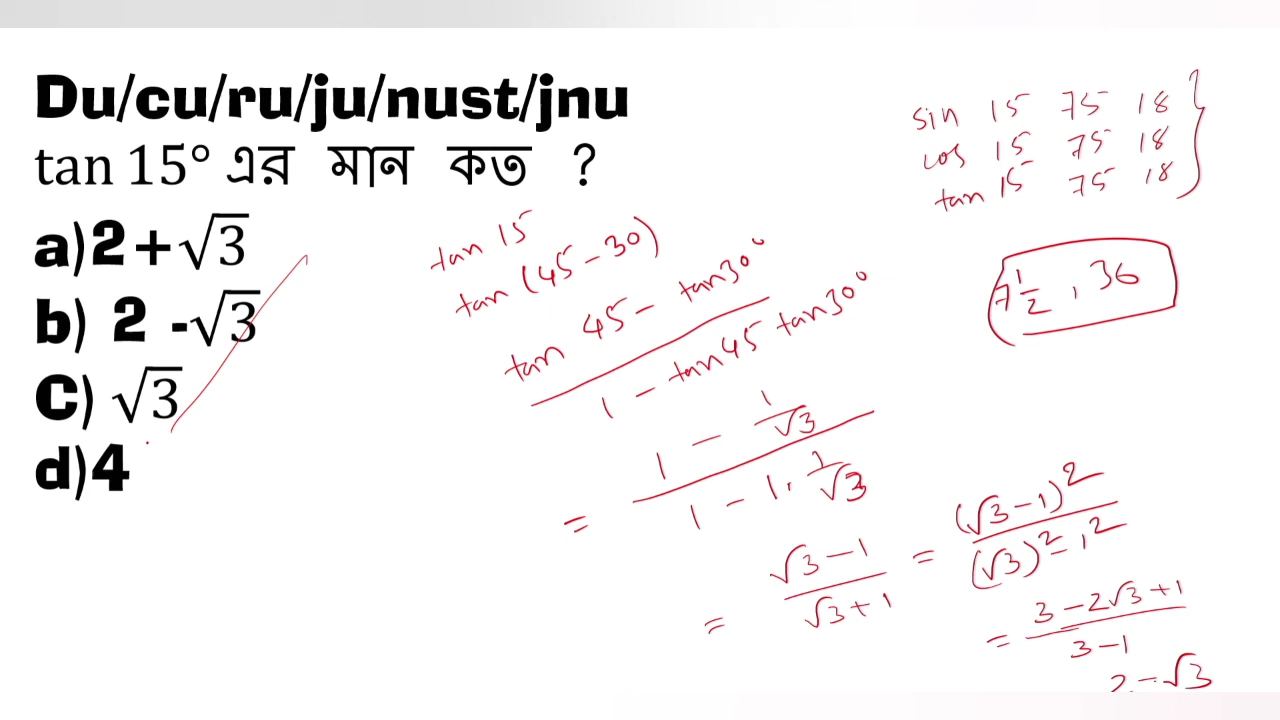 Du/cu/ru/ju/nust/jnu
tan 15° এর মান কত ?
a)2+√3
b) 2 -√3
C) √3
d)4
sin 15 75 18
cos 15 75 18
tan 15 75 18
7 1/2 , 36
tan 15
tan (45-30)
tan 45 - tan30°
1 - tan45 tan30°
= 1 - 1/√3
1 - 1. 1/√3
= √3-1
√3+1
= (√3-1)²
(√3)²-1²
= 3-2√3+1
3-1
2-√3